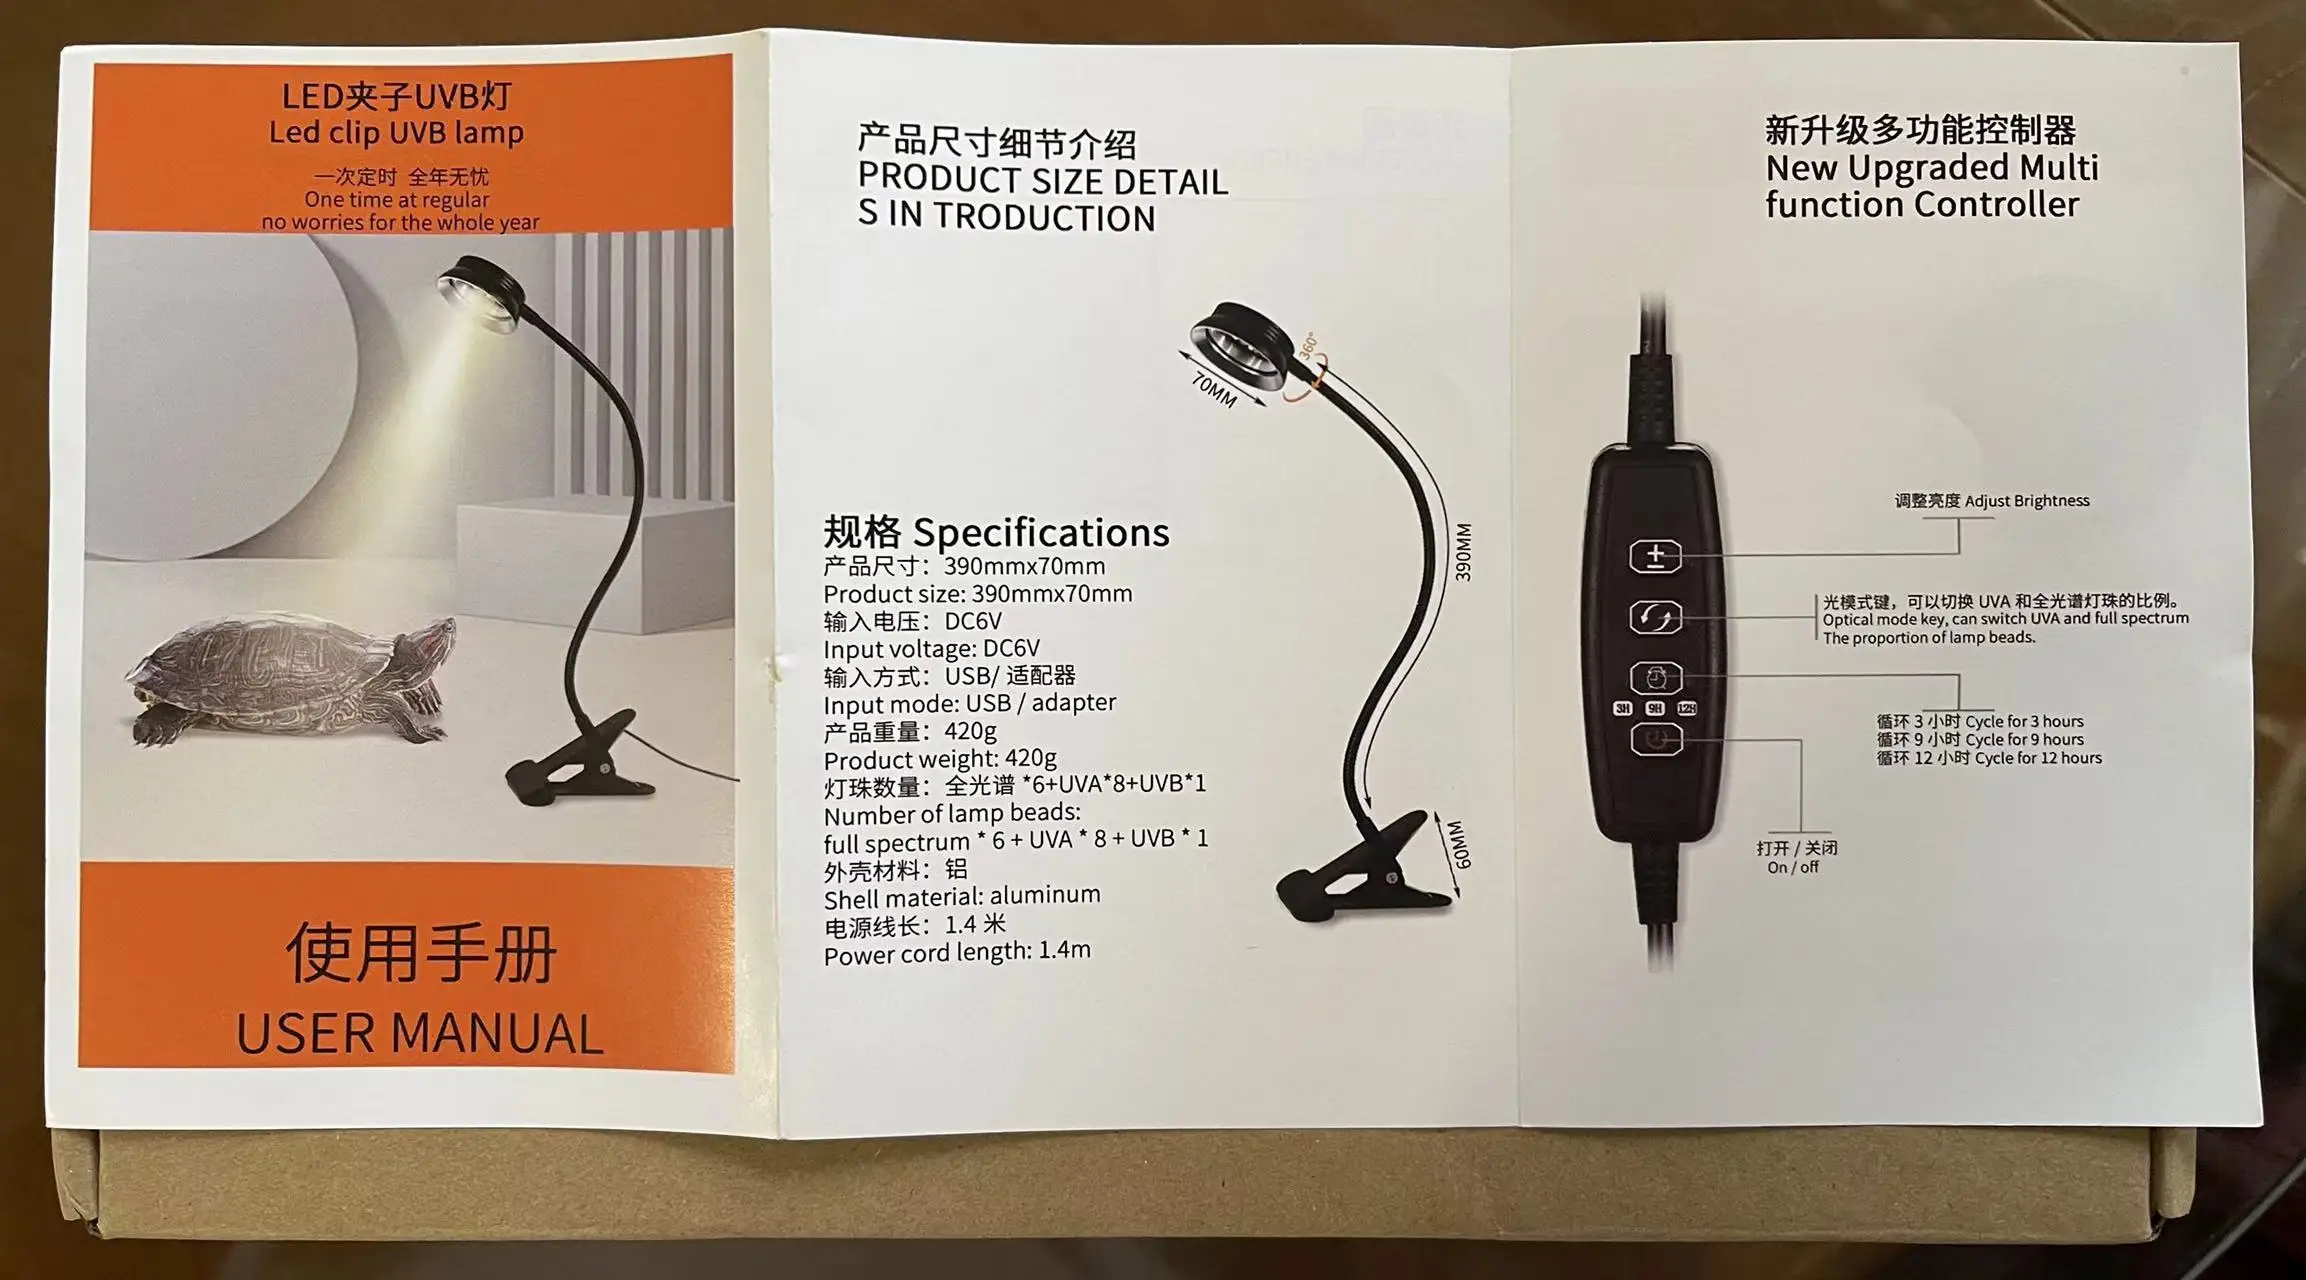 LED夹子UVB灯
Led clip UVB lamp
一次定时 全年无忧
One time at regular
no worries for the whole year
使用手册
USER MANUAL
产品尺寸细节介绍
PRODUCT SIZE DETAIL
S IN TRODUCTION
360°
70MM
390MM
60MM
规格 Specifications
产品尺寸：390mmx70mm
Product size: 390mmx70mm
输入电压：DC6V
Input voltage: DC6V
输入方式：USB/ 适配器
Input mode: USB / adapter
产品重量：420g
Product weight: 420g
灯珠数量：全光谱 *6+UVA*8+UVB*1
Number of lamp beads:
full spectrum * 6 + UVA * 8 + UVB * 1
外壳材料：铝
Shell material: aluminum
电源线长：1.4 米
Power cord length: 1.4m
新升级多功能控制器
New Upgraded Multi
function Controller
调整亮度 Adjust Brightness
光模式键，可以切换 UVA 和全光谱灯珠的比例。
Optical mode key, can switch UVA and full spectrum
The proportion of lamp beads.
3H 9H 12H
循环 3 小时 Cycle for 3 hours
循环 9 小时 Cycle for 9 hours
循环 12 小时 Cycle for 12 hours
打开 / 关闭
On / off